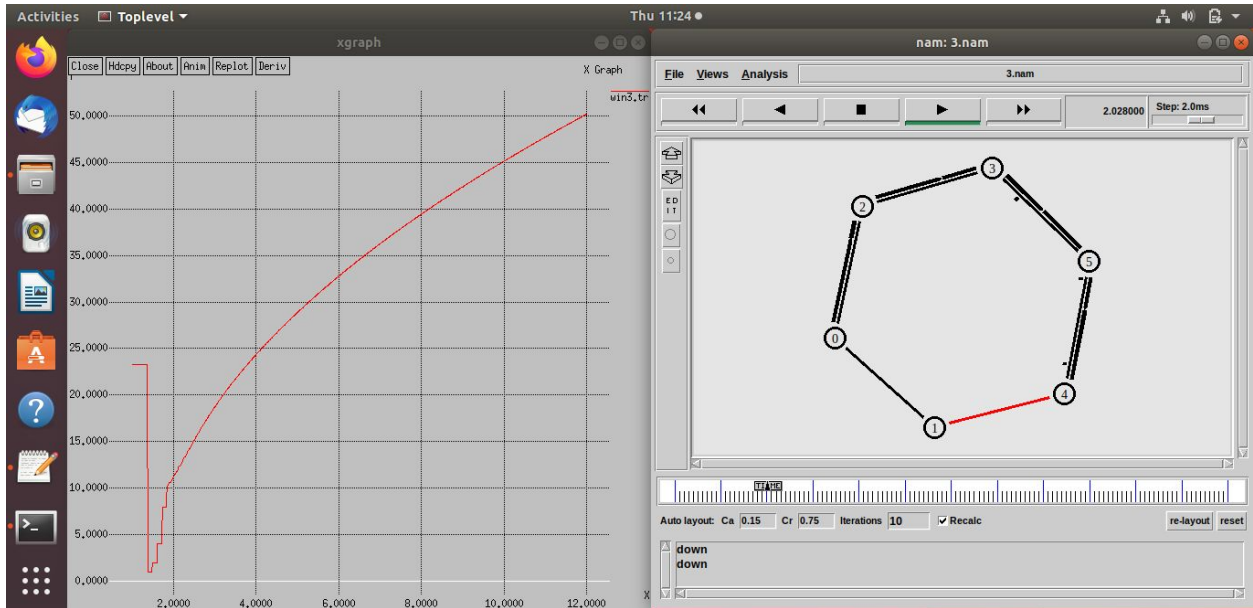 Activities Toplevel Thu 11:24
xgraph
Close Hdcpy About Anim Replot Deriv
X Graph
win3.tr
50.0000
45.0000
40.0000
35.0000
30.0000
25.0000
20.0000
15.0000
10.0000
5.0000
0.0000
2.0000 4.0000 6.0000 8.0000 10.0000 12.0000
X
nam: 3.nam
File Views Analysis 3.nam
2.028000 Step: 2.0ms
ED
IT
3
2
5
0
4
1
TIME
Auto layout: Ca 0.15 Cr 0.75 Iterations 10 Recalc re-layout reset
down
down